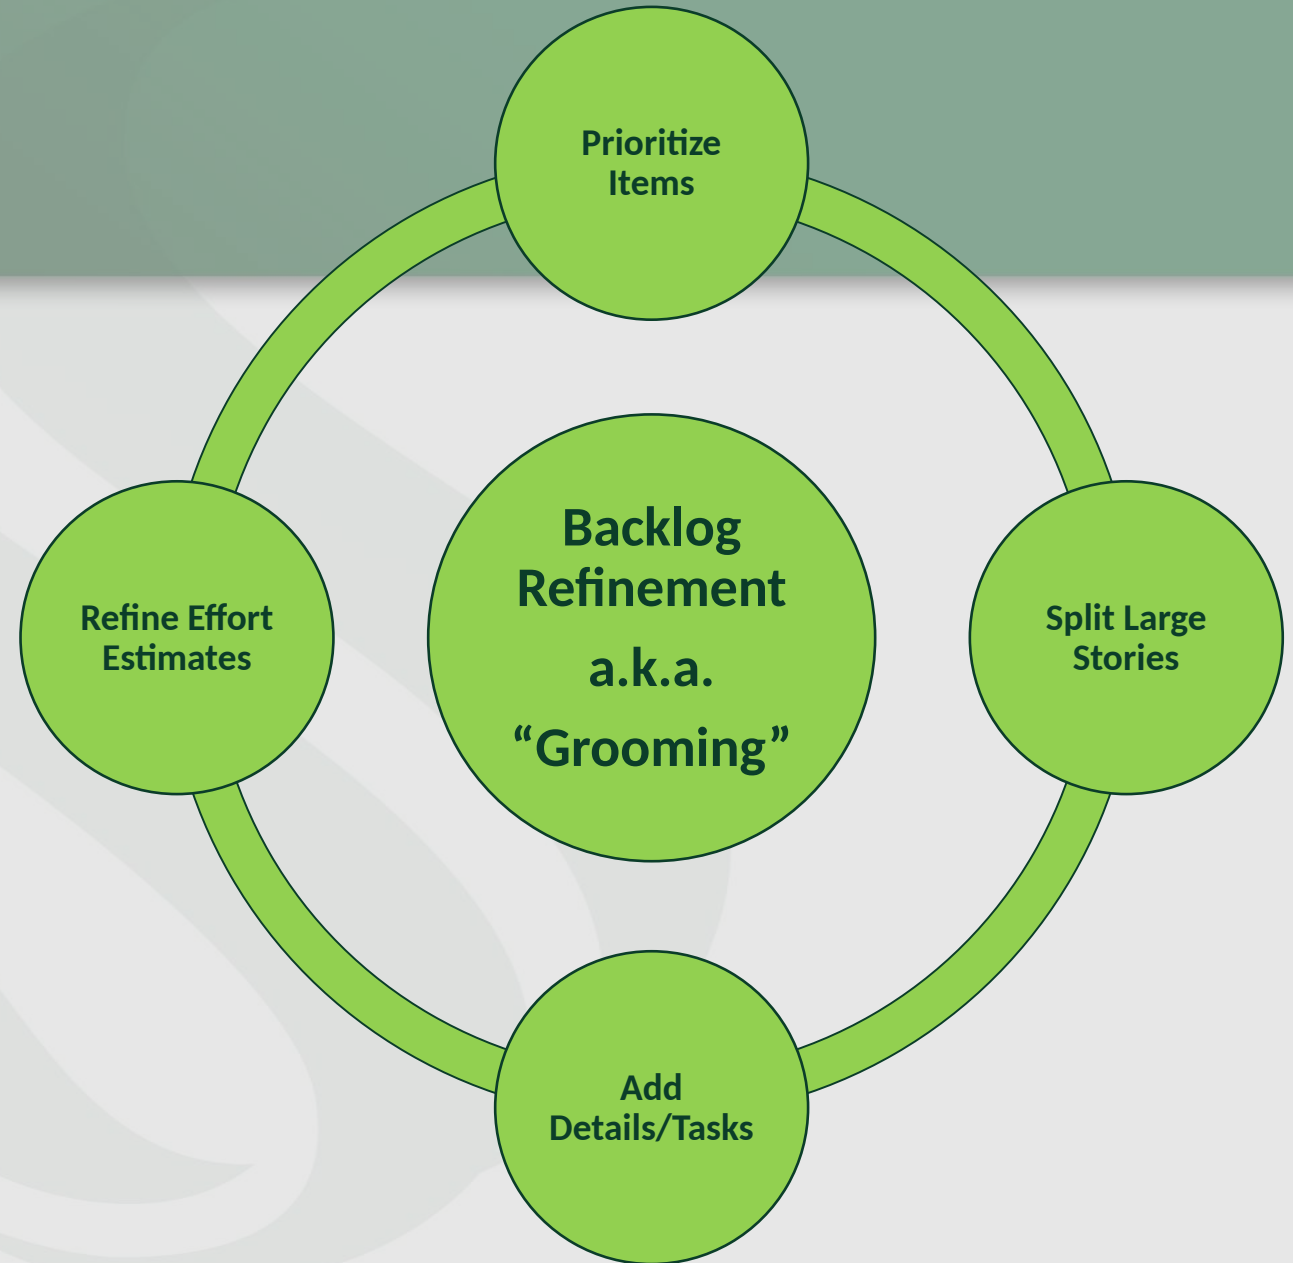 Prioritize
Items
Backlog
Refinement
a.k.a.
“Grooming”
Refine Effort
Estimates
Split Large
Stories
Add
Details/Tasks